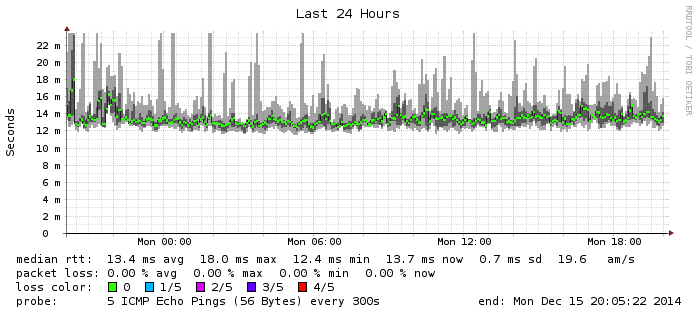 Last 24 Hours
RRDTOOL / TOBI OETIKER
Seconds
22 m
20 m
18 m
16 m
14 m
12 m
10 m
8 m
6 m
4 m
2 m
0
Mon 00:00 Mon 06:00 Mon 12:00 Mon 18:00
median rtt: 13.4 ms avg 18.0 ms max 12.4 ms min 13.7 ms now 0.7 ms sd 19.6 am/s
packet loss: 0.00 % avg 0.00 % max 0.00 % min 0.00 % now
loss color: 0 1/5 2/5 3/5 4/5
probe: 5 ICMP Echo Pings (56 Bytes) every 300s end: Mon Dec 15 20:05:22 2014